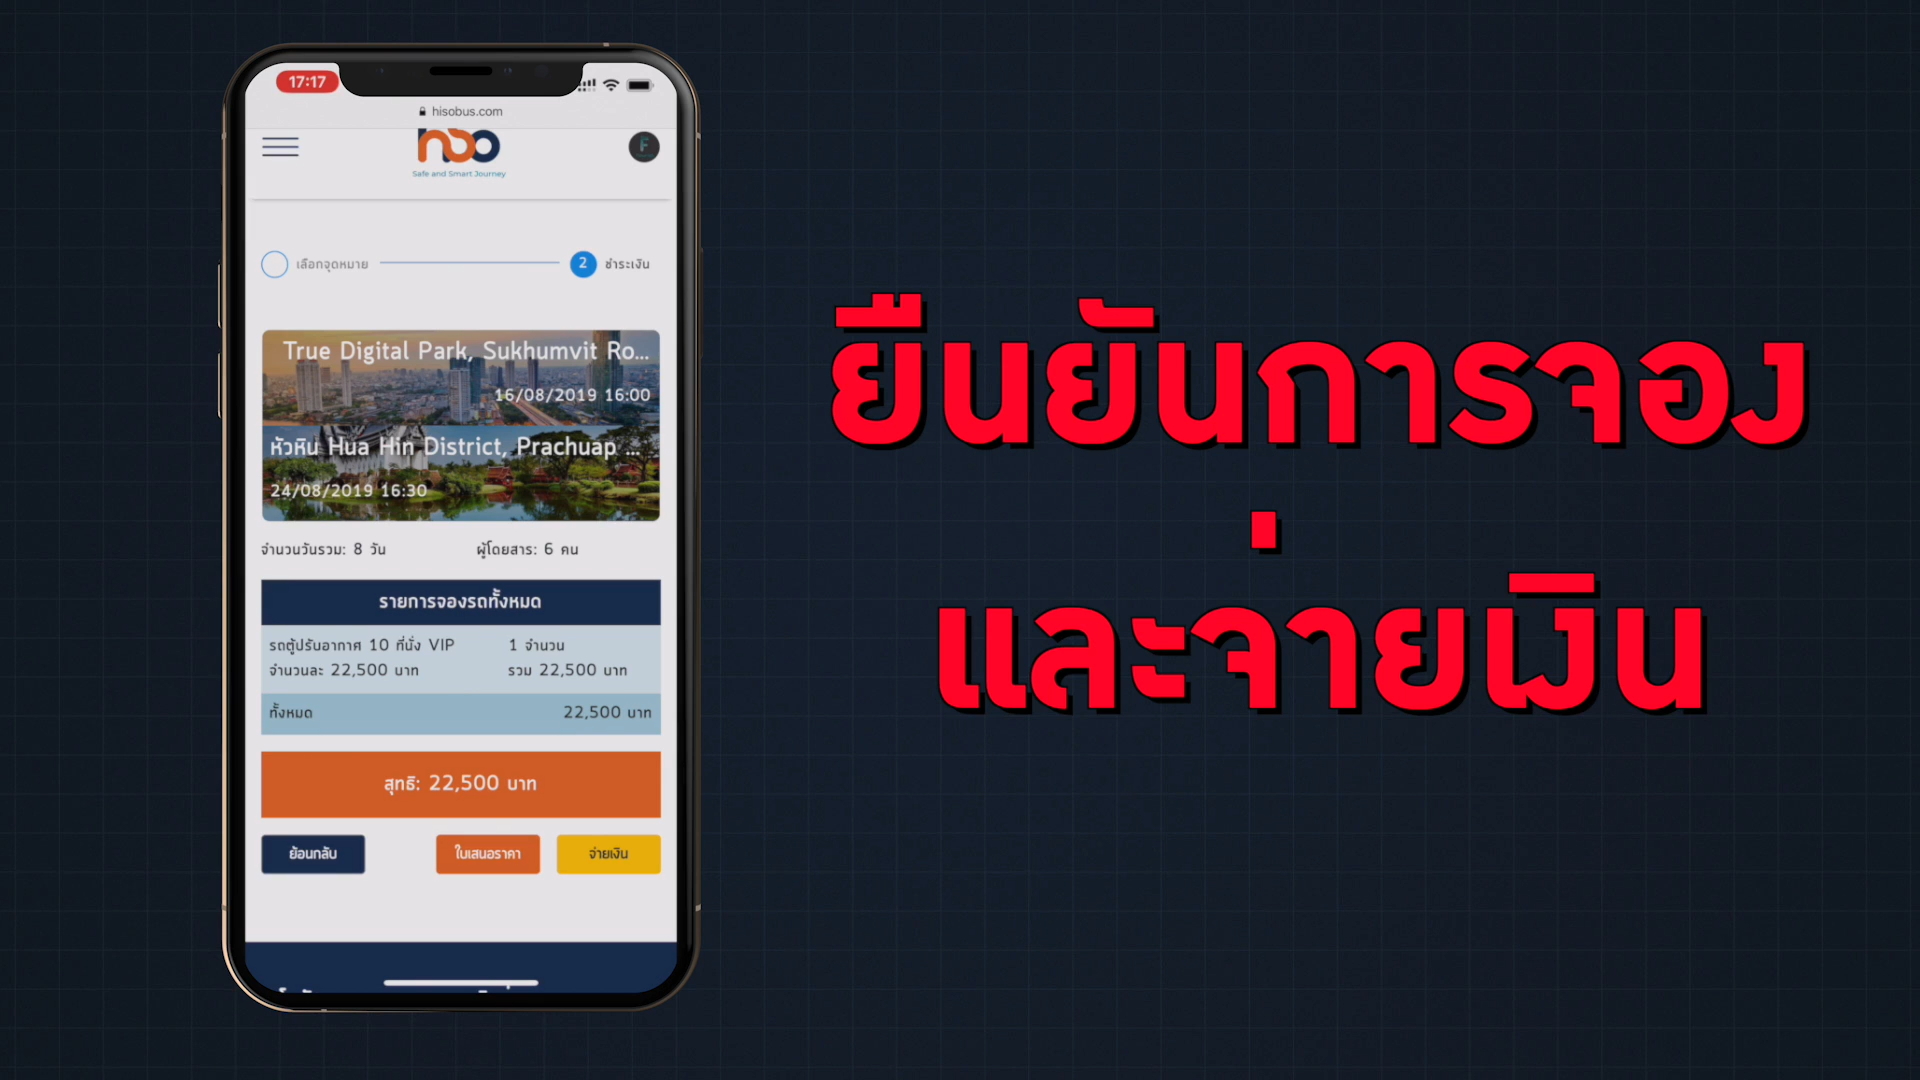 17:17
hisobus.com
hso
Safe and Smart Journey
F
เลือกจุดหมาย
2 ชำระเงิน
True Digital Park, Sukhumvit Ro...
16/08/2019 16:00
หัวหิน Hua Hin District, Prachuap ...
24/08/2019 16:30
จำนวนวันรวม: 8 วัน ผู้โดยสาร: 6 คน
รายการจองรถทั้งหมด
รถตู้ปรับอากาศ 10 ที่นั่ง VIP 1 จำนวน
จำนวนละ 22,500 บาท รวม 22,500 บาท
ทั้งหมด 22,500 บาท
สุทธิ: 22,500 บาท
ย้อนกลับ ใบเสนอราคา จ่ายเงิน
ยืนยันการจอง
และจ่ายเงิน